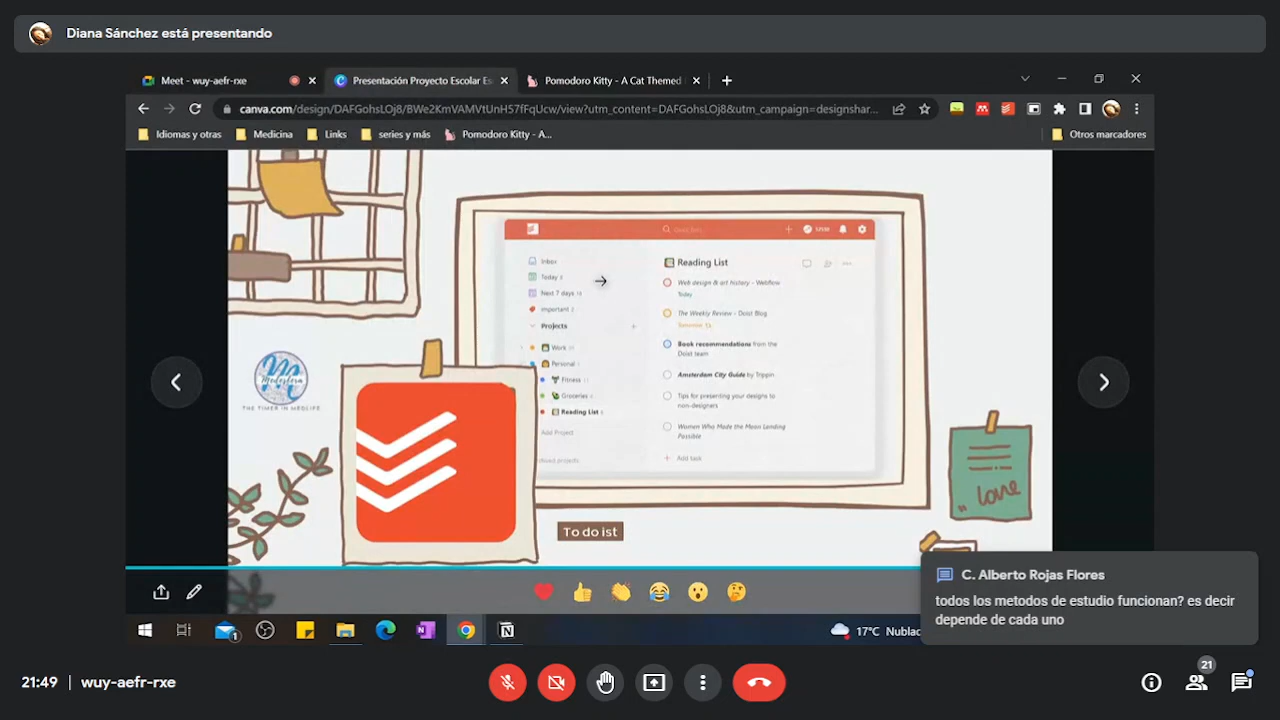 Diana Sánchez está presentando
Meet - wuy-aefr-rxe
Presentación Proyecto Escolar Es
Pomodoro Kitty - A Cat Themed
canva.com/design/DAFGohsLOj8/BWe2KmVAMVtUnH57fFqUcw/view?utm_content=DAFGohsLOj8&utm_campaign=designshar...
Idiomas y otras
Medicina
Links
series y más
Pomodoro Kitty - A...
Otros marcadores
Inbox
Today
Next 7 days
Important
Projects
Work
Personal
Fitness
Groceries
Reading List
Add Project
Reading List
Web design & art history - Webflow
Today
The Weekly Review - Doist Blog
Tomorrow
Book recommendations from the
Doist team
Amsterdam City Guide by Trippin
Tips for presenting your designs to
non-designers
Women Who Made the Moon Landing
Possible
Add task
THE TIMER IN MEDLIFE
love
To do ist
C. Alberto Rojas Flores
todos los metodos de estudio funcionan? es decir
depende de cada uno
1
17°C Nublac
21:49 | wuy-aefr-rxe
21